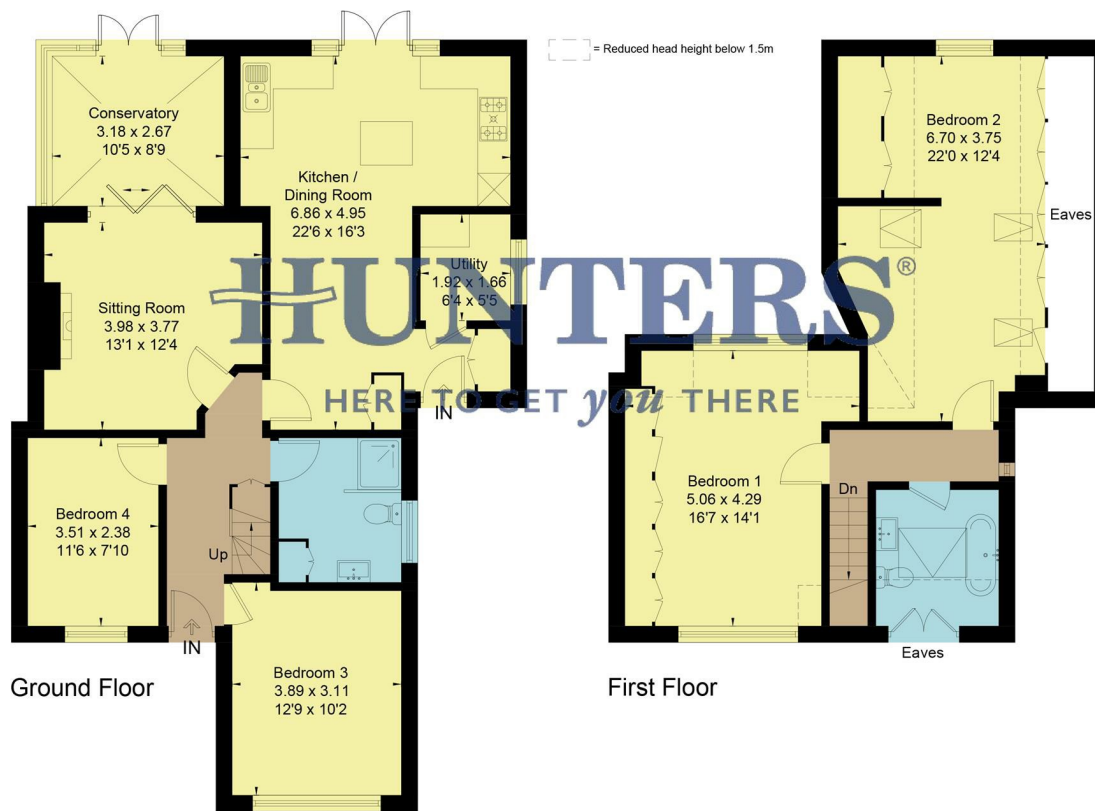 = Reduced head height below 1.5m
Conservatory
3.18 x 2.67
10'5 x 8'9
Kitchen /
Dining Room
6.86 x 4.95
22'6 x 16'3
Utility
1.92 x 1.66
6'4 x 5'5
Sitting Room
3.98 x 3.77
13'1 x 12'4
IN
Bedroom 4
3.51 x 2.38
11'6 x 7'10
Up
IN
Bedroom 3
3.89 x 3.11
12'9 x 10'2
Ground Floor
Bedroom 2
6.70 x 3.75
22'0 x 12'4
Eaves
Bedroom 1
5.06 x 4.29
16'7 x 14'1
Dn
Eaves
First Floor
HUNTERS®
HERE TO GET you THERE